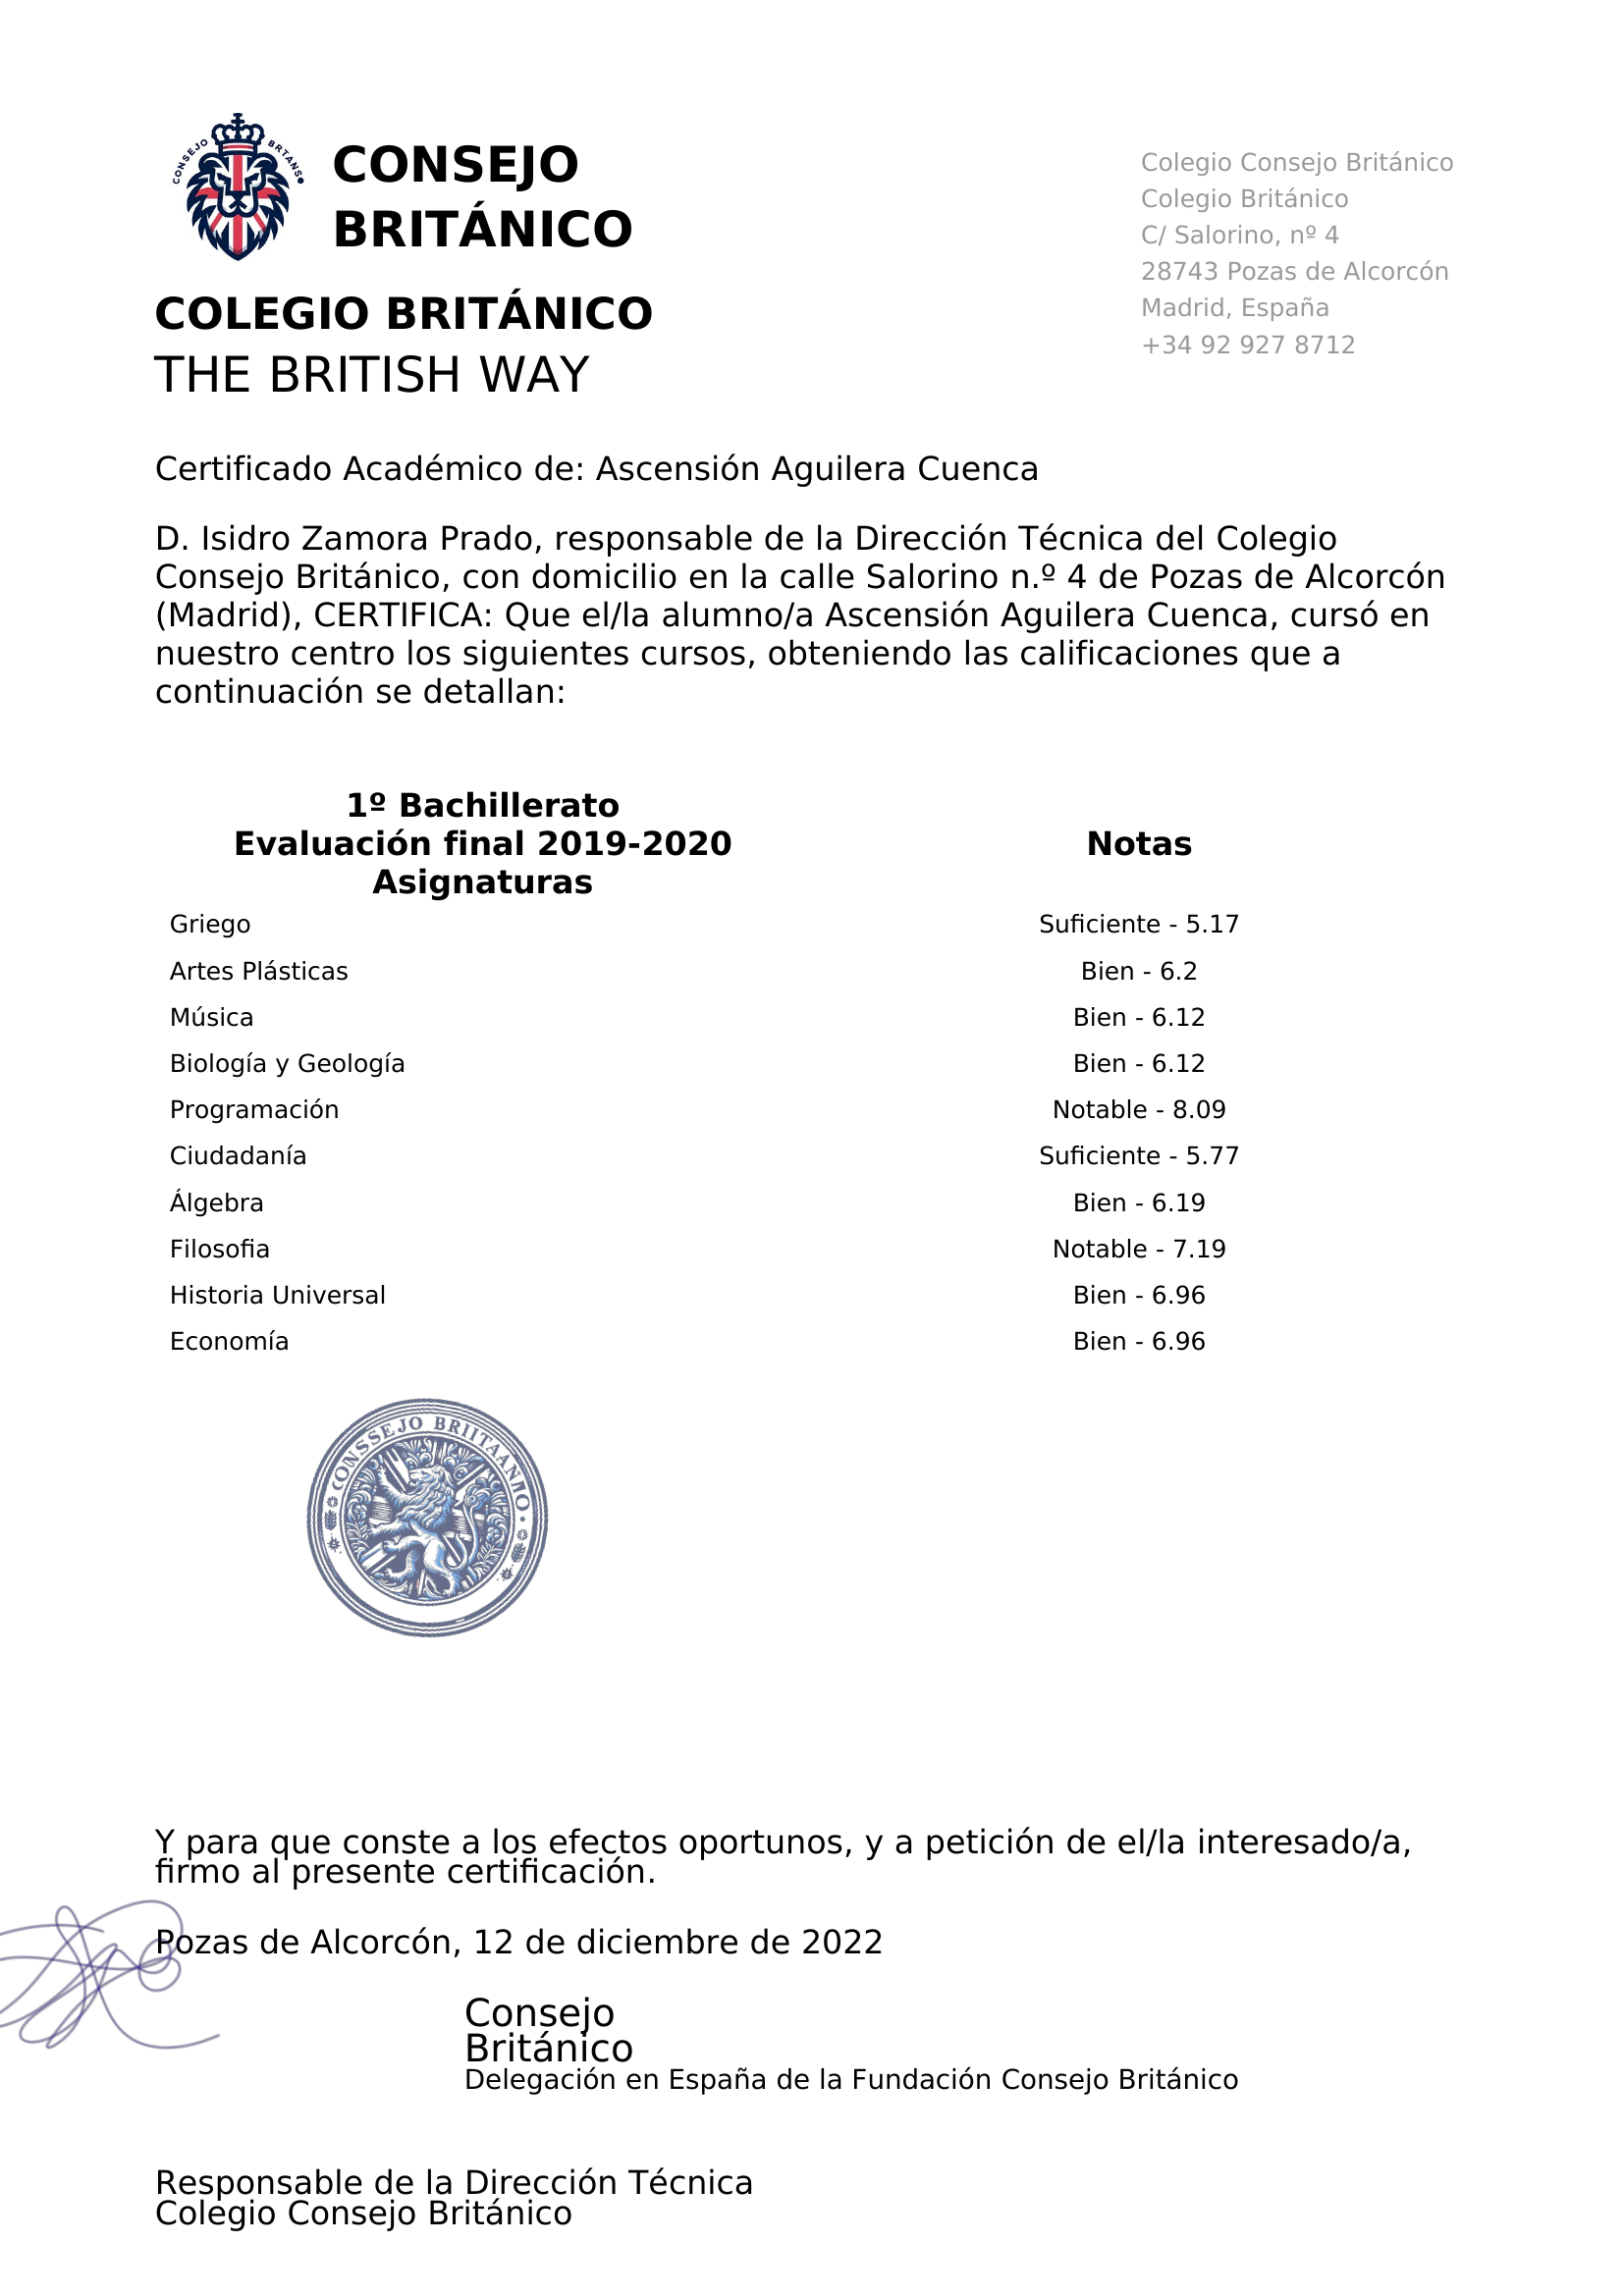 CONSEJO BRTANS
CONSEJO
BRITÁNICO
COLEGIO BRITÁNICO
THE BRITISH WAY
Colegio Consejo Británico
Colegio Británico
C/ Salorino, nº 4
28743 Pozas de Alcorcón
Madrid, España
+34 92 927 8712
Certificado Académico de: Ascensión Aguilera Cuenca
D. Isidro Zamora Prado, responsable de la Dirección Técnica del Colegio
Consejo Británico, con domicilio en la calle Salorino n.º 4 de Pozas de Alcorcón
(Madrid), CERTIFICA: Que el/la alumno/a Ascensión Aguilera Cuenca, cursó en
nuestro centro los siguientes cursos, obteniendo las calificaciones que a
continuación se detallan:
1º Bachillerato
Evaluación final 2019-2020
Asignaturas
Notas
Griego Suficiente - 5.17
Artes Plásticas Bien - 6.2
Música Bien - 6.12
Biología y Geología Bien - 6.12
Programación Notable - 8.09
Ciudadanía Suficiente - 5.77
Álgebra Bien - 6.19
Filosofia Notable - 7.19
Historia Universal Bien - 6.96
Economía Bien - 6.96
CONSSEJO BRIITAANNO
Y para que conste a los efectos oportunos, y a petición de el/la interesado/a,
firmo al presente certificación.
Pozas de Alcorcón, 12 de diciembre de 2022
Consejo
Británico
Delegación en España de la Fundación Consejo Británico
Responsable de la Dirección Técnica
Colegio Consejo Británico